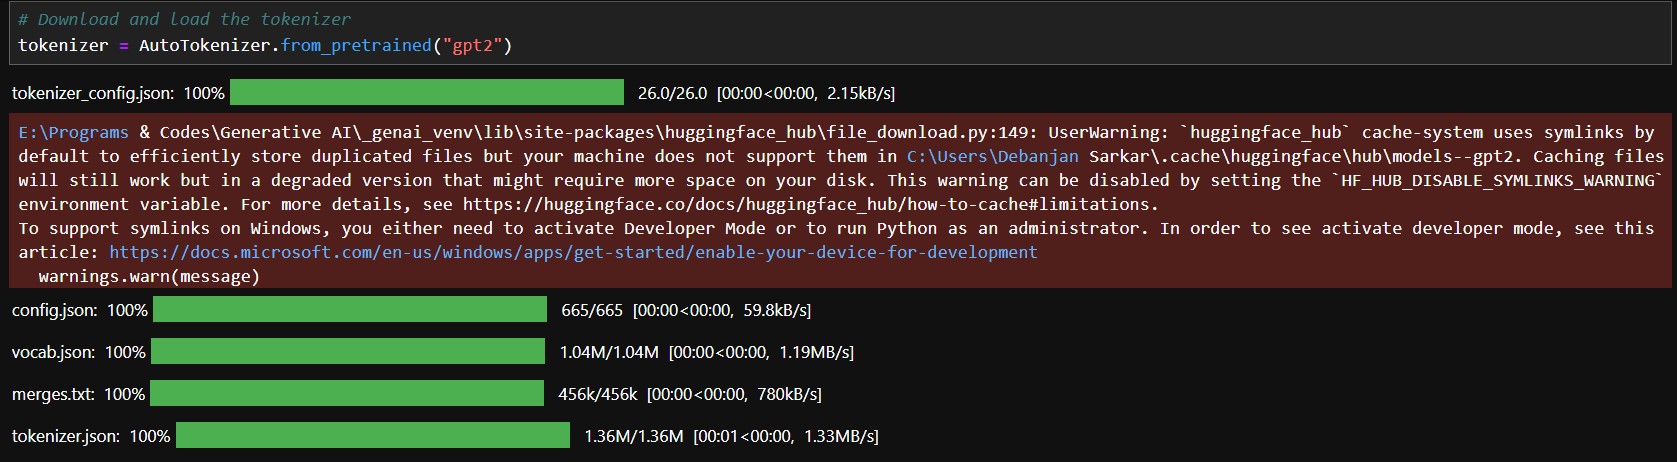 # Download and load the tokenizer
tokenizer = AutoTokenizer.from_pretrained("gpt2")
tokenizer_config.json: 100% 26.0/26.0 [00:00<00:00, 2.15kB/s]
E:\Programs & Codes\Generative AI\_genai_venv\lib\site-packages\huggingface_hub\file_download.py:149: UserWarning: `huggingface_hub` cache-system uses symlinks by
default to efficiently store duplicated files but your machine does not support them in C:\Users\Debanjan Sarkar\.cache\huggingface\hub\models--gpt2. Caching files
will still work but in a degraded version that might require more space on your disk. This warning can be disabled by setting the `HF_HUB_DISABLE_SYMLINKS_WARNING`
environment variable. For more details, see https://huggingface.co/docs/huggingface_hub/how-to-cache#limitations.
To support symlinks on Windows, you either need to activate Developer Mode or to run Python as an administrator. In order to see activate developer mode, see this
article: https://docs.microsoft.com/en-us/windows/apps/get-started/enable-your-device-for-development
  warnings.warn(message)
config.json: 100% 665/665 [00:00<00:00, 59.8kB/s]
vocab.json: 100% 1.04M/1.04M [00:00<00:00, 1.19MB/s]
merges.txt: 100% 456k/456k [00:00<00:00, 780kB/s]
tokenizer.json: 100% 1.36M/1.36M [00:01<00:00, 1.33MB/s]